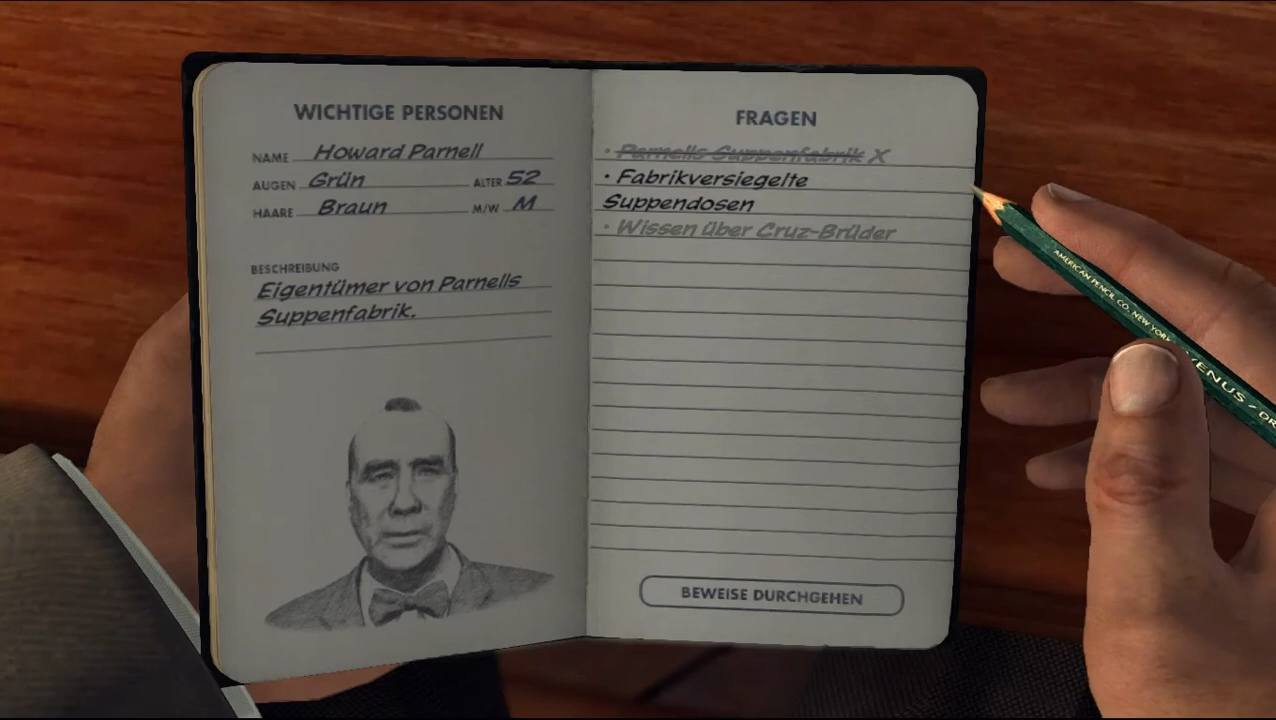 WICHTIGE PERSONEN
NAME Howard Parnell
AUGEN Grün ALTER 52
HAARE Braun M/W M
BESCHREIBUNG
Eigentümer von Parnells
Suppenfabrik.
FRAGEN
· Parnells Suppenfabrik X
· Fabrikversiegelte
Suppendosen
· Wissen über Cruz-Brüder
BEWEISE DURCHGEHEN
AMERICAN PENCIL CO. NEW YORK
VENUS